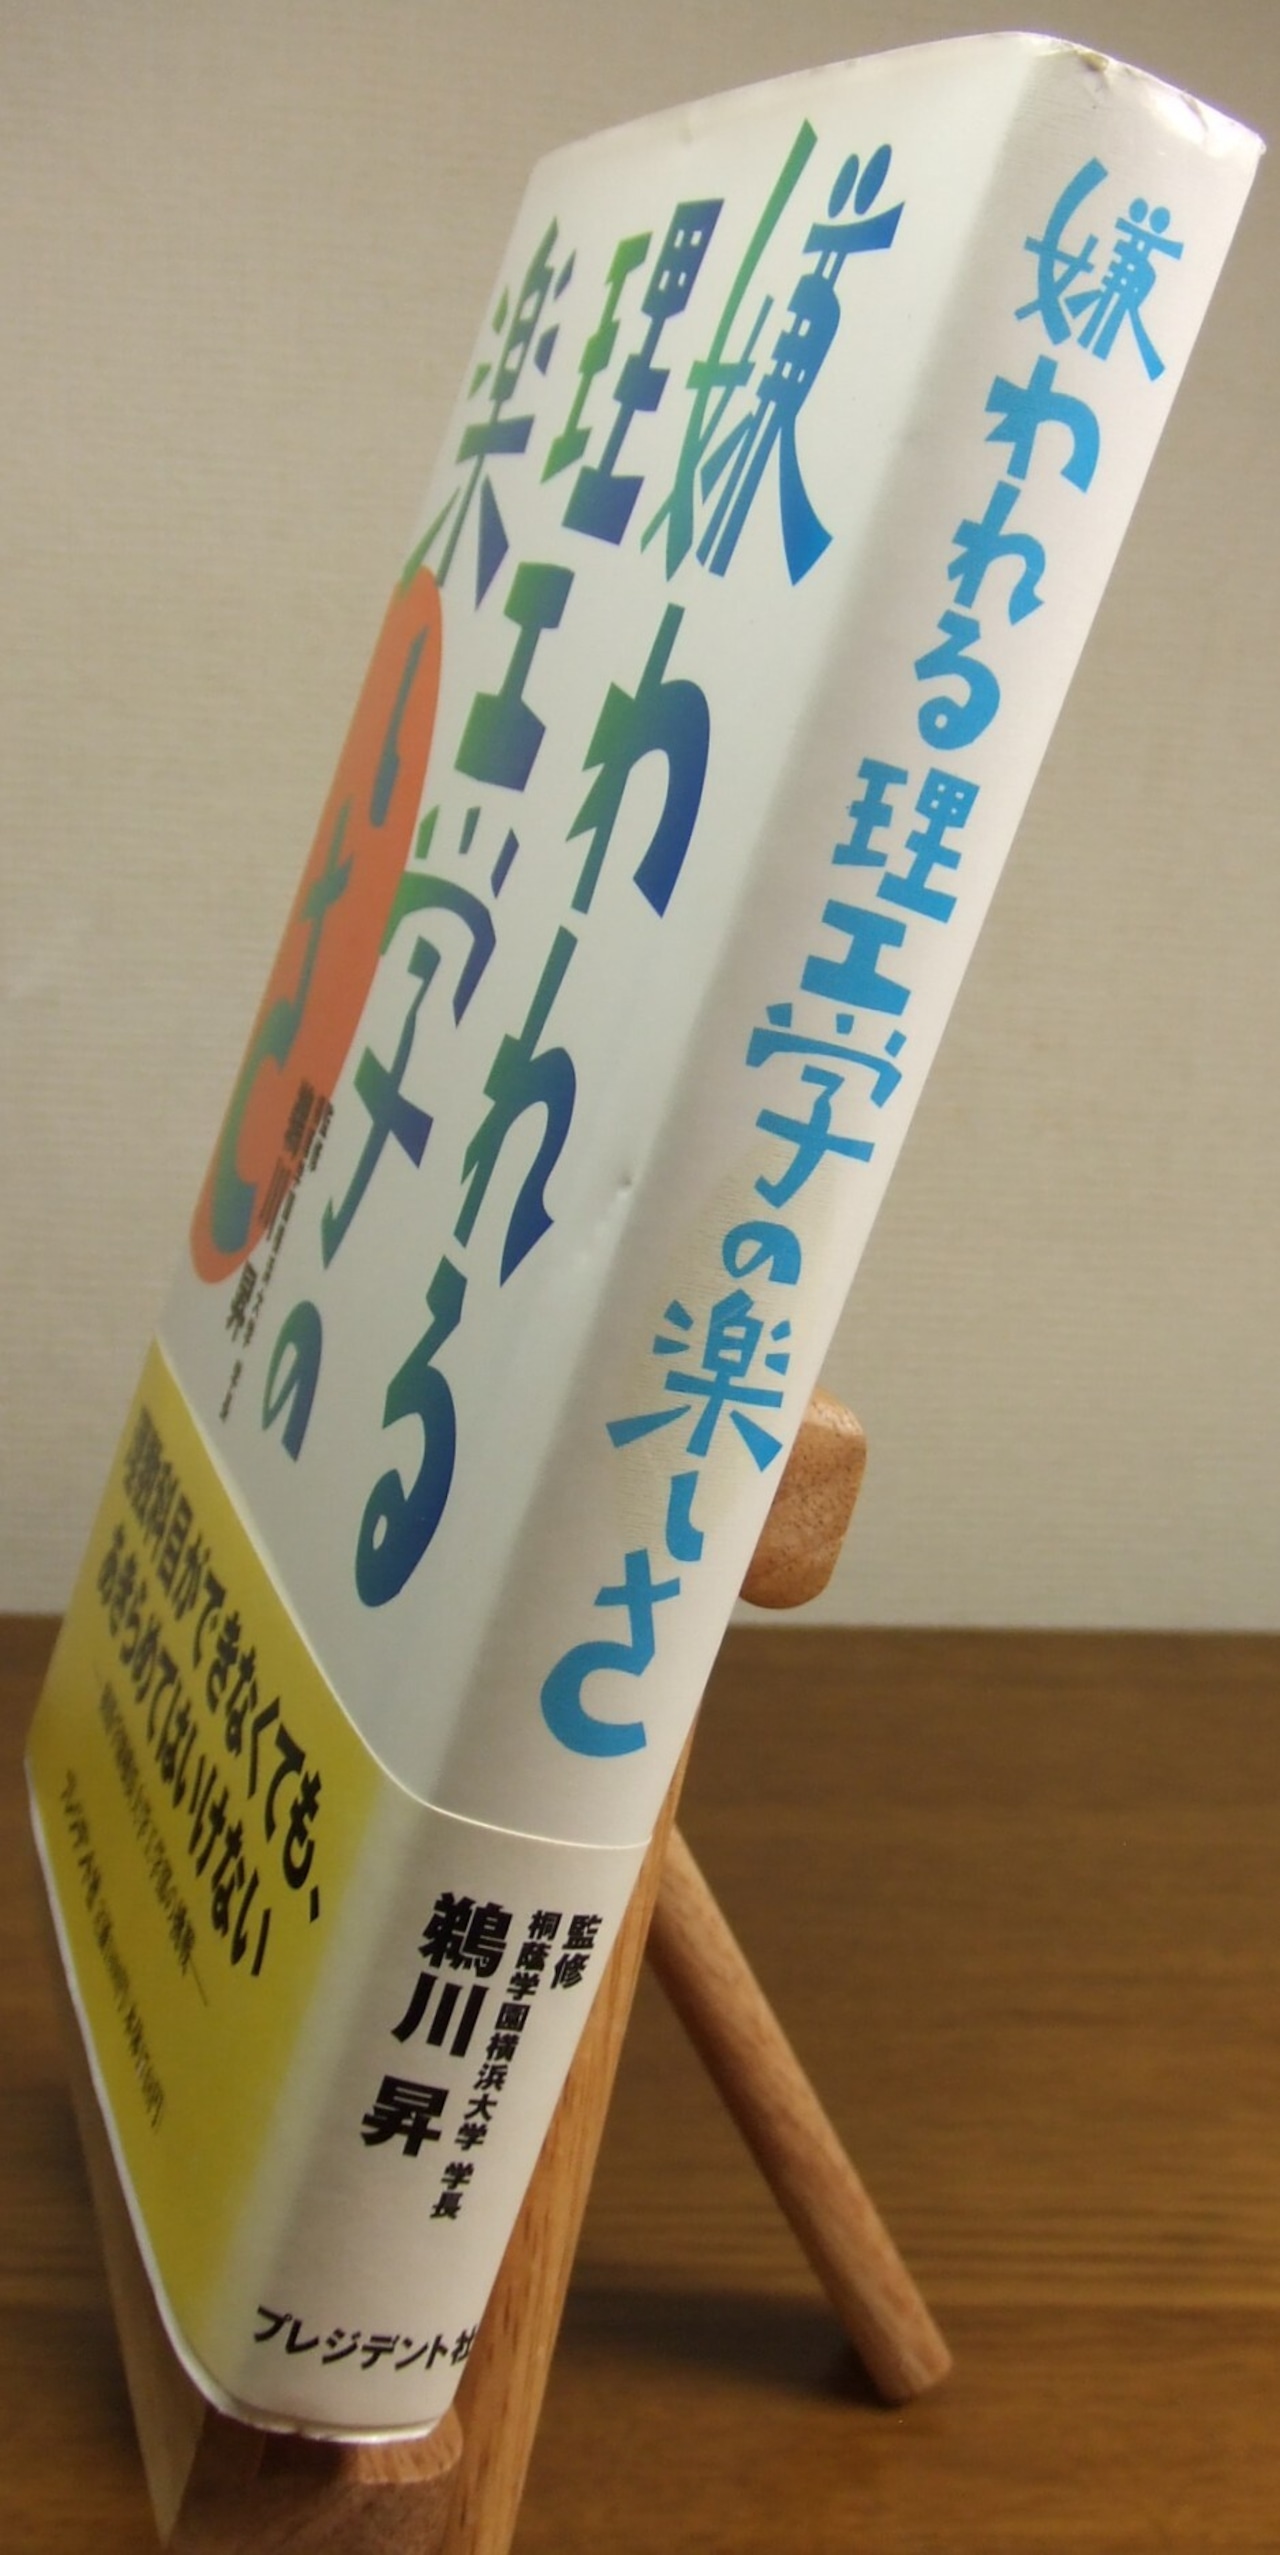 嫌われる
理工学の
楽しさ
鵜川 昇
理数科目ができなくても、
あきらめてはいけない
嫌われる理工学の楽しさ
監修
桐蔭学園横浜大学 学長
鵜川 昇
プレジデント社